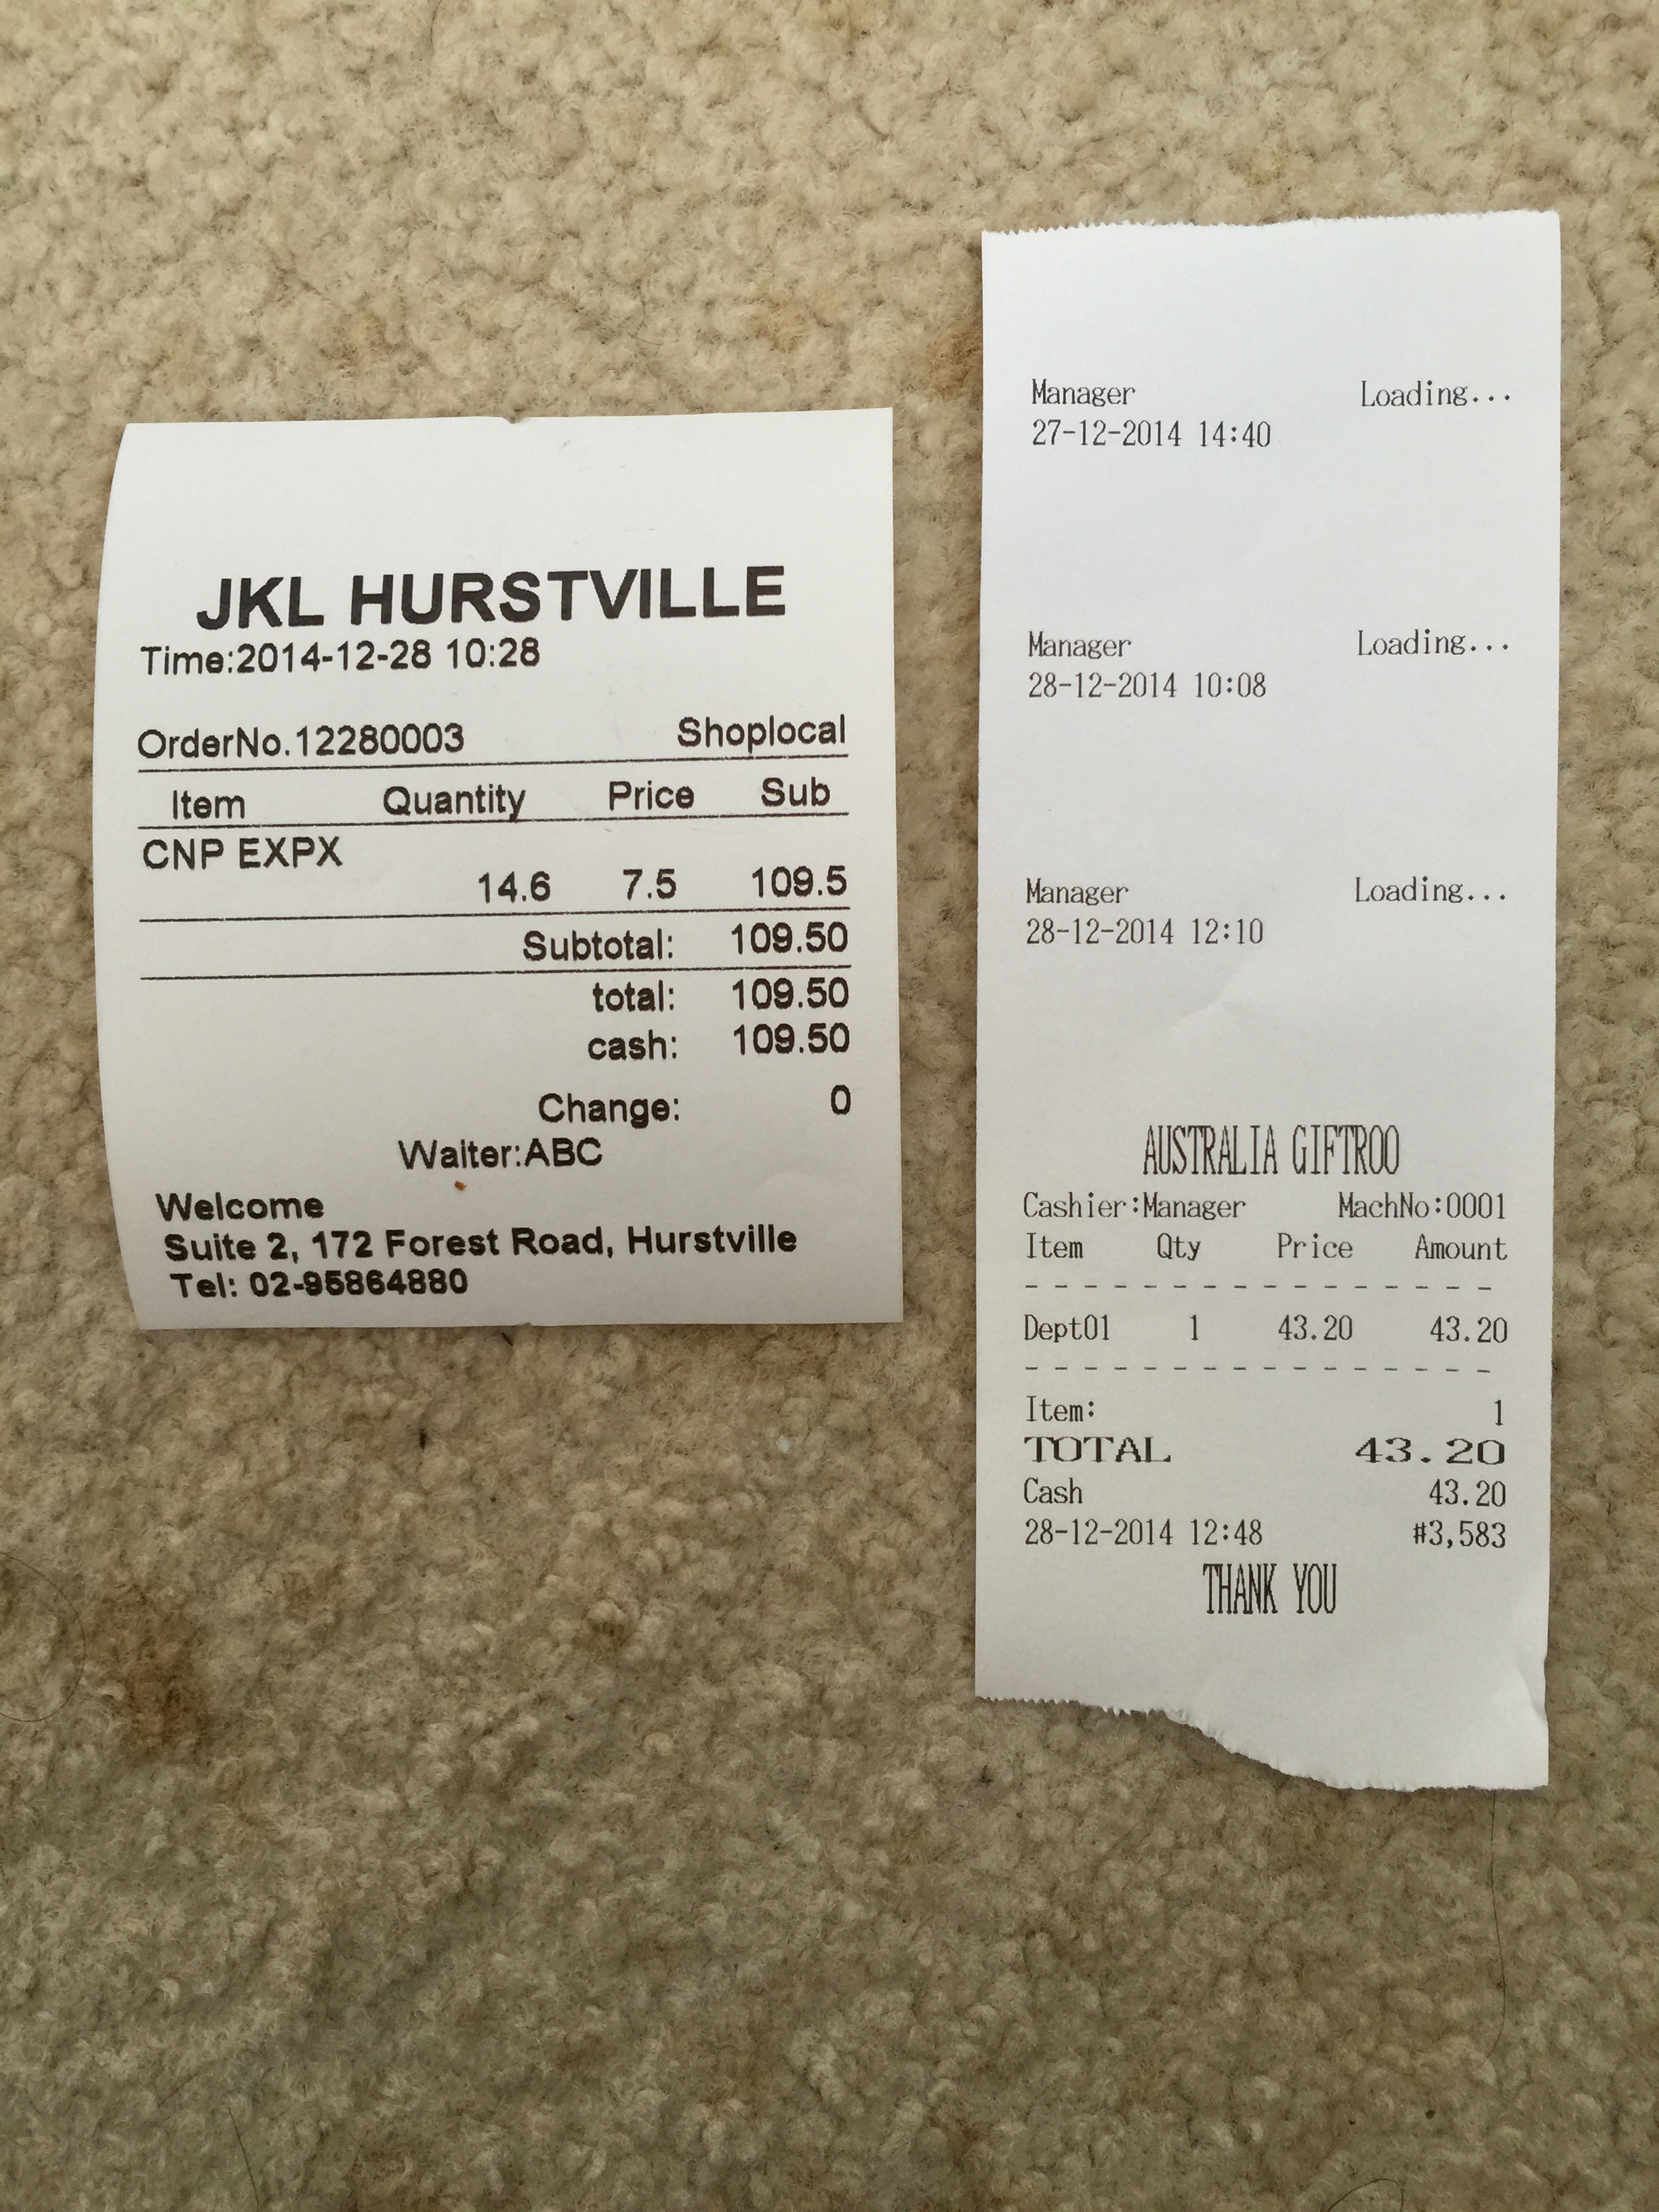 JKL HURSTVILLE
Time:2014-12-28 10:28
OrderNo.12280003 Shoplocal
Item Quantity Price Sub
CNP EXPX
14.6 7.5 109.5
Subtotal: 109.50
total: 109.50
cash: 109.50
Change: 0
Waiter:ABC
Welcome
Suite 2, 172 Forest Road, Hurstville
Tel: 02-95864880
Manager Loading...
27-12-2014 14:40
Manager Loading...
28-12-2014 10:08
Manager Loading...
28-12-2014 12:10
AUSTRALIA GIFTROO
Cashier:Manager MachNo:0001
Item Qty Price Amount
- - - - - - - - - - - - - - - - -
Dept01 1 43.20 43.20
- - - - - - - - - - - - - - - - -
Item: 1
TOTAL 43.20
Cash 43.20
28-12-2014 12:48 #3,583
THANK YOU